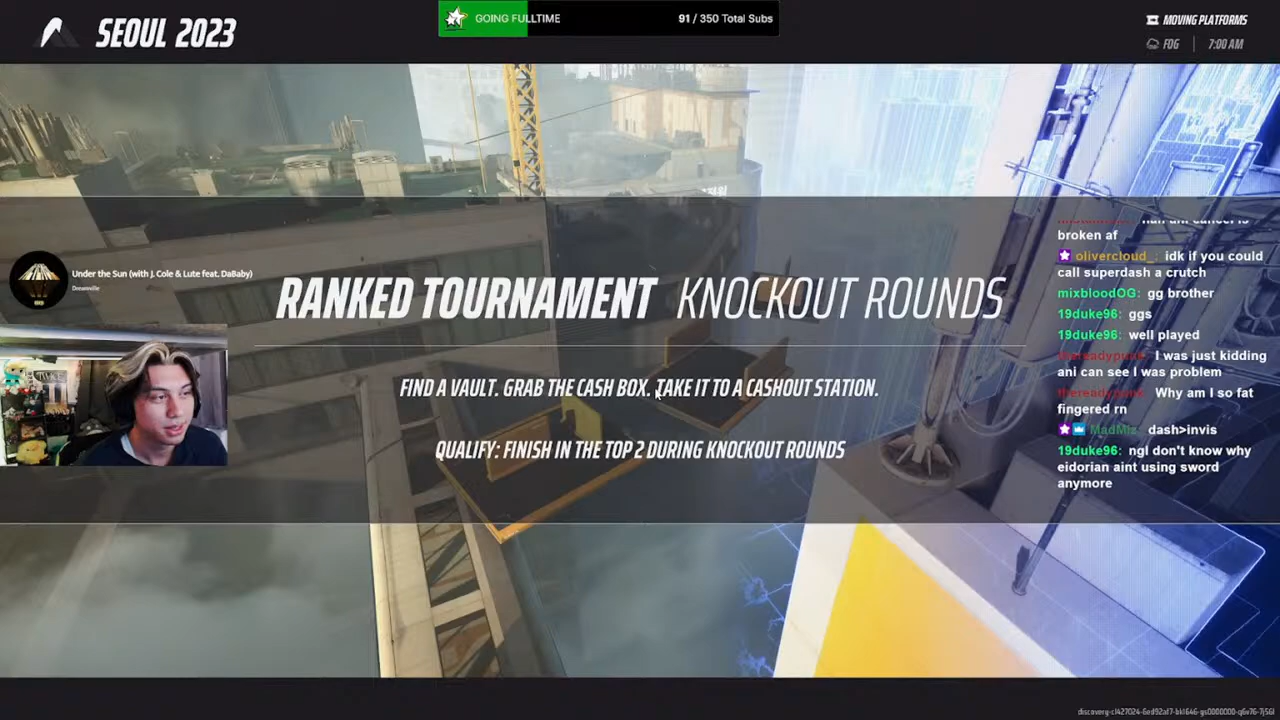 SEOUL 2023
GOING FULLTIME
91 / 350 Total Subs
MOVING PLATFORMS
FOG
7:00 AM
Under the Sun (with J. Cole & Lute feat. DaBaby)
Dreamville
RANKED TOURNAMENT KNOCKOUT ROUNDS
FIND A VAULT. GRAB THE CASH BOX. TAKE IT TO A CASHOUT STATION.
QUALIFY: FINISH IN THE TOP 2 DURING KNOCKOUT ROUNDS
broken af
olivercloud_: idk if you could
call superdash a crutch
mixbloodOG: gg brother
19duke96: ggs
19duke96: well played
I was just kidding
ani can see I was problem
Why am I so fat
fingered rn
dash>invis
19duke96: ngl don't know why
eidorian aint using sword
anymore